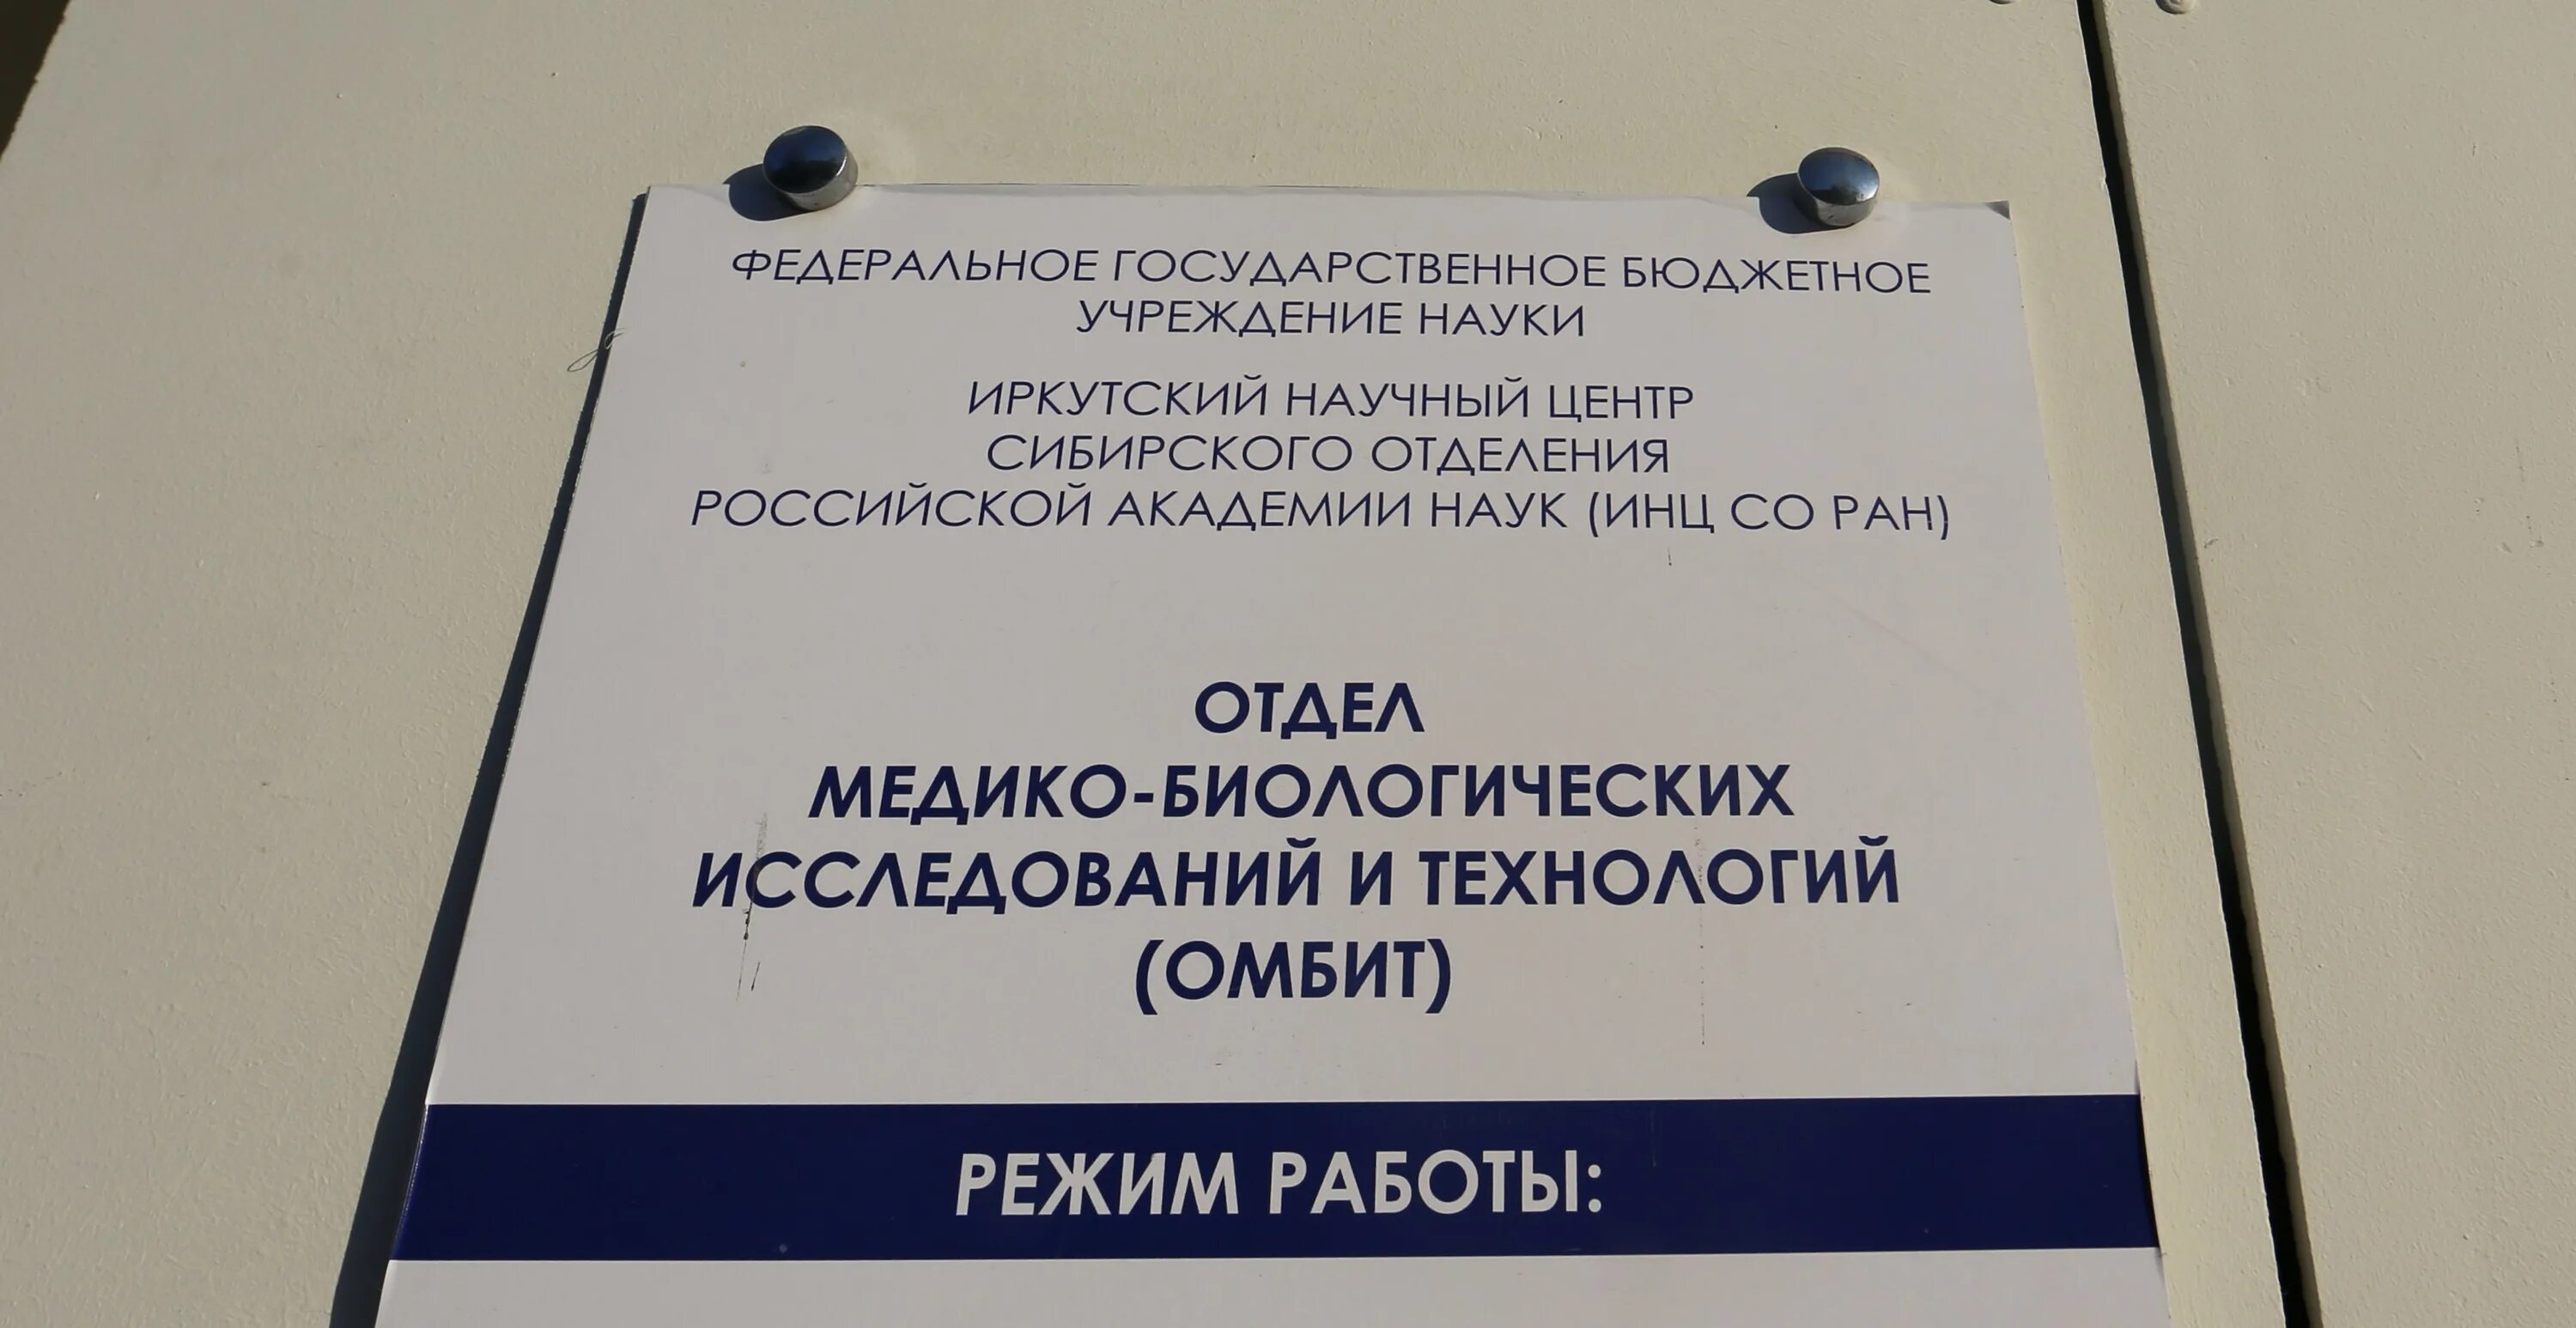 ФЕДЕРАЛЬНОЕ ГОСУДАРСТВЕННОЕ БЮДЖЕТНОЕ
УЧРЕЖДЕНИЕ НАУКИ
ИРКУТСКИЙ НАУЧНЫЙ ЦЕНТР
СИБИРСКОГО ОТДЕЛЕНИЯ
РОССИЙСКОЙ АКАДЕМИИ НАУК (ИНЦ СО РАН)
ОТДЕЛ
МЕДИКО-БИОЛОГИЧЕСКИХ
ИССЛЕДОВАНИЙ И ТЕХНОЛОГИЙ
(ОМБИТ)
РЕЖИМ РАБОТЫ: